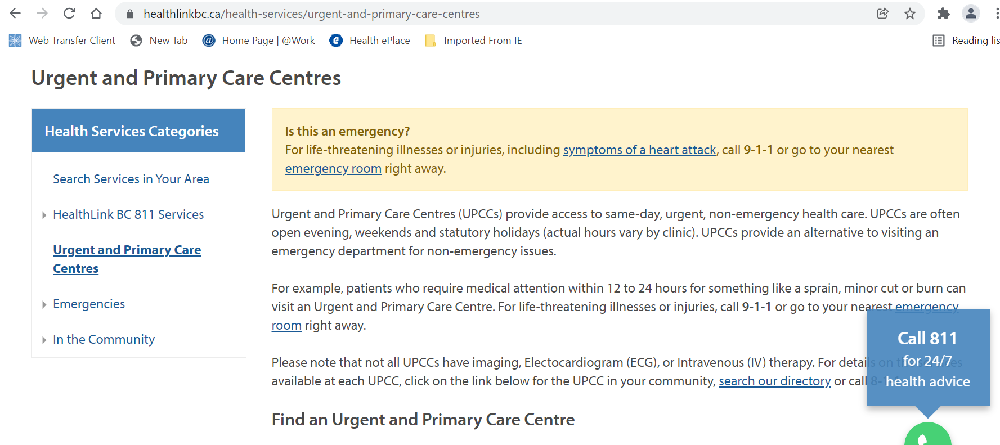 healthlinkbc.ca/health-services/urgent-and-primary-care-centres
Web Transfer Client New Tab Home Page | @Work Health ePlace Imported From IE Reading lis
Urgent and Primary Care Centres
Health Services Categories
Search Services in Your Area
HealthLink BC 811 Services
Urgent and Primary Care
Centres
Emergencies
In the Community
Is this an emergency?
For life-threatening illnesses or injuries, including symptoms of a heart attack, call 9-1-1 or go to your nearest
emergency room right away.
Urgent and Primary Care Centres (UPCCs) provide access to same-day, urgent, non-emergency health care. UPCCs are often
open evening, weekends and statutory holidays (actual hours vary by clinic). UPCCs provide an alternative to visiting an
emergency department for non-emergency issues.
For example, patients who require medical attention within 12 to 24 hours for something like a sprain, minor cut or burn can
visit an Urgent and Primary Care Centre. For life-threatening illnesses or injuries, call 9-1-1 or go to your nearest emergency
room right away.
Please note that not all UPCCs have imaging, Electocardiogram (ECG), or Intravenous (IV) therapy. For details on
available at each UPCC, click on the link below for the UPCC in your community, search our directory or call
Find an Urgent and Primary Care Centre
Call 811
for 24/7
health advice